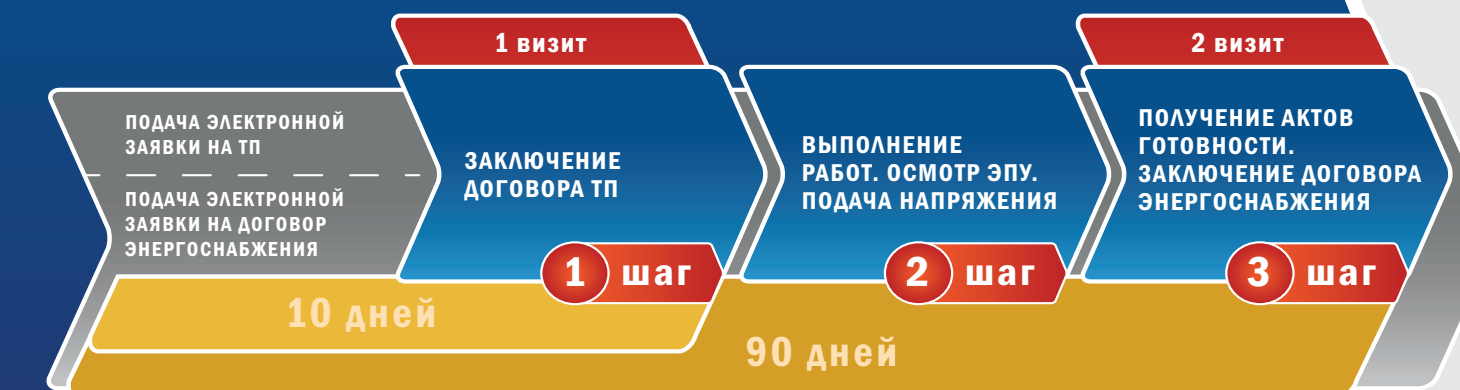 1 визит
2 визит
ПОДАЧА ЭЛЕКТРОННОЙ
ЗАЯВКИ НА ТП
ПОДАЧА ЭЛЕКТРОННОЙ
ЗАЯВКИ НА ДОГОВОР
ЭНЕРГОСНАБЖЕНИЯ
ЗАКЛЮЧЕНИЕ
ДОГОВОРА ТП
1 шаг
ВЫПОЛНЕНИЕ
РАБОТ. ОСМОТР ЭПУ.
ПОДАЧА НАПРЯЖЕНИЯ
2 шаг
ПОЛУЧЕНИЕ АКТОВ
ГОТОВНОСТИ.
ЗАКЛЮЧЕНИЕ ДОГОВОРА
ЭНЕРГОСНАБЖЕНИЯ
3 шаг
10 дней
90 дней